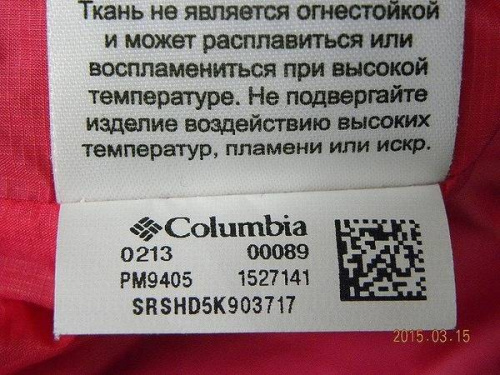 Ткань не является огнестойкой
и может расплавиться или
воспламениться при высокой
температуре. Не подвергайте
изделие воздействию высоких
температур, пламени или искр.
Columbia
0213 00089
PM9405 1527141
SRSHD5K903717
2015.03.15